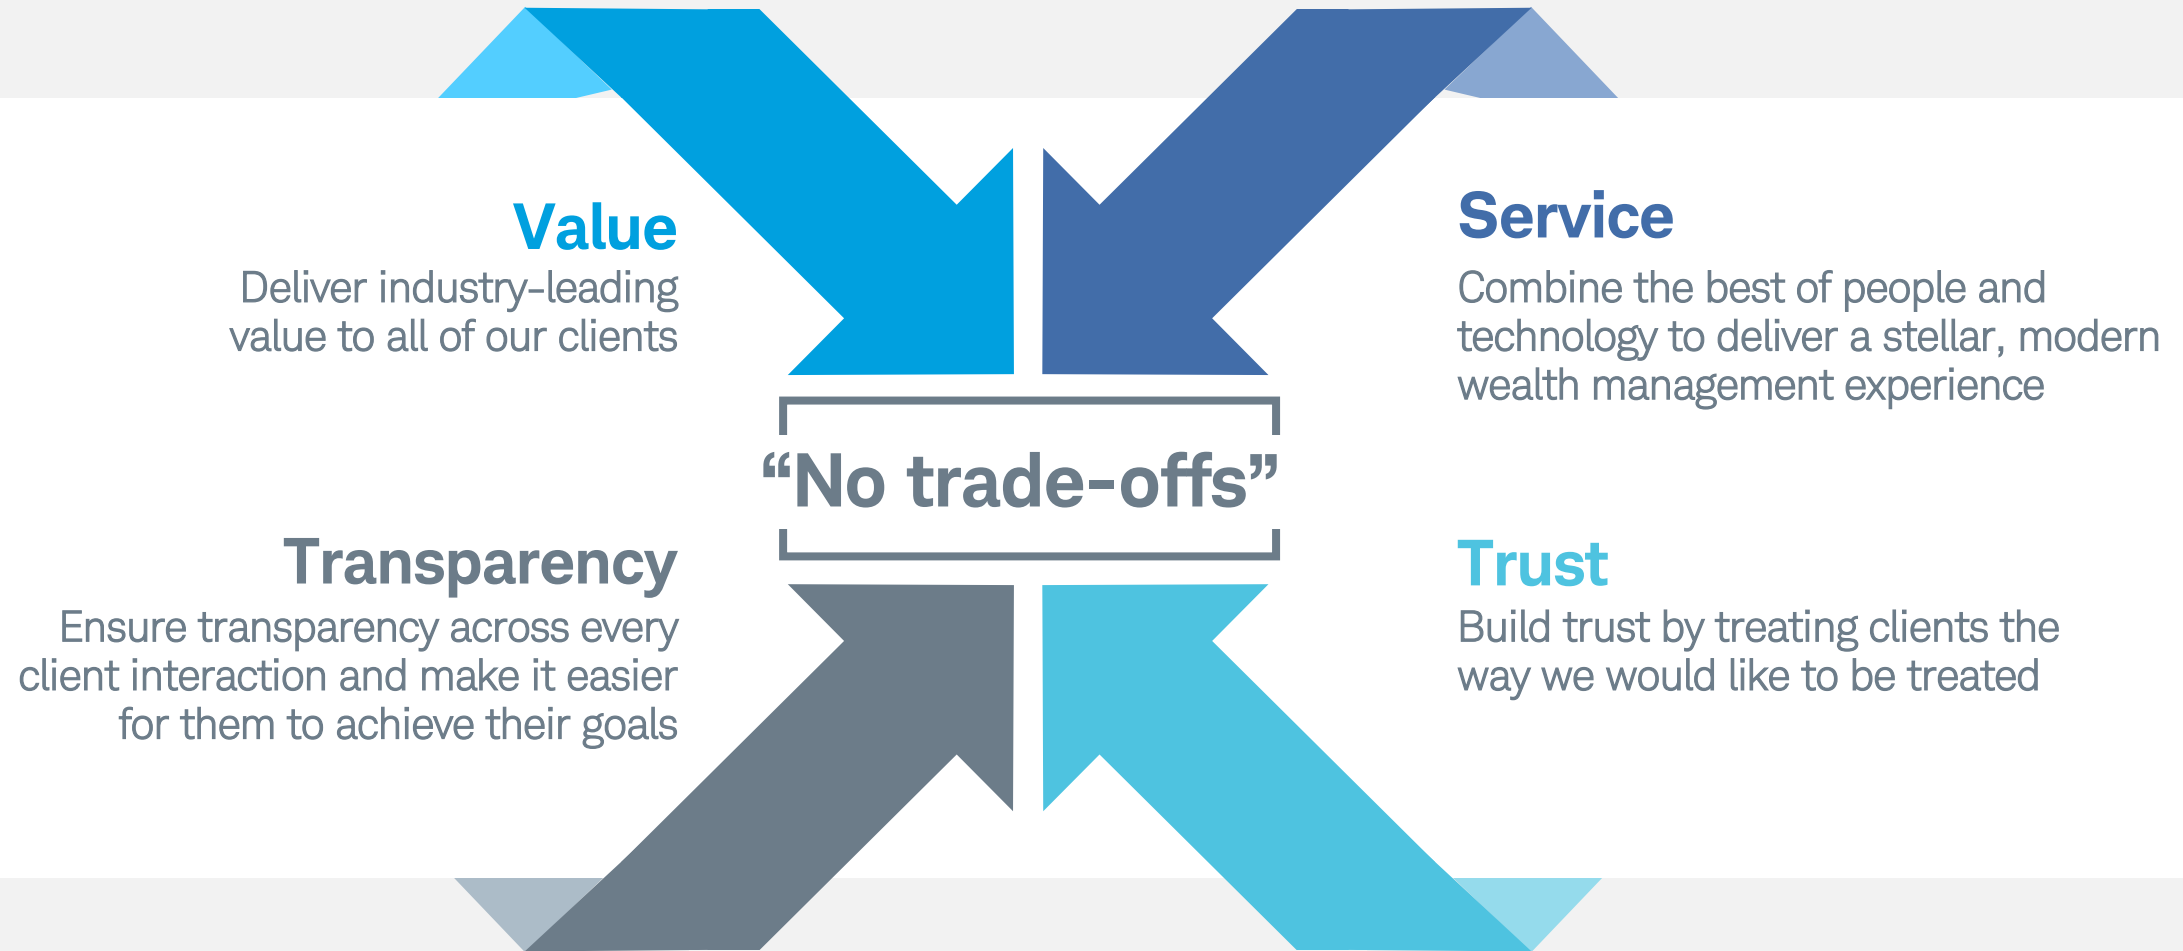 Value
Deliver industry-leading
value to all of our clients
Service
Combine the best of people and
technology to deliver a stellar, modern
wealth management experience
“No trade-offs”
Transparency
Ensure transparency across every
client interaction and make it easier
for them to achieve their goals
Trust
Build trust by treating clients the
way we would like to be treated